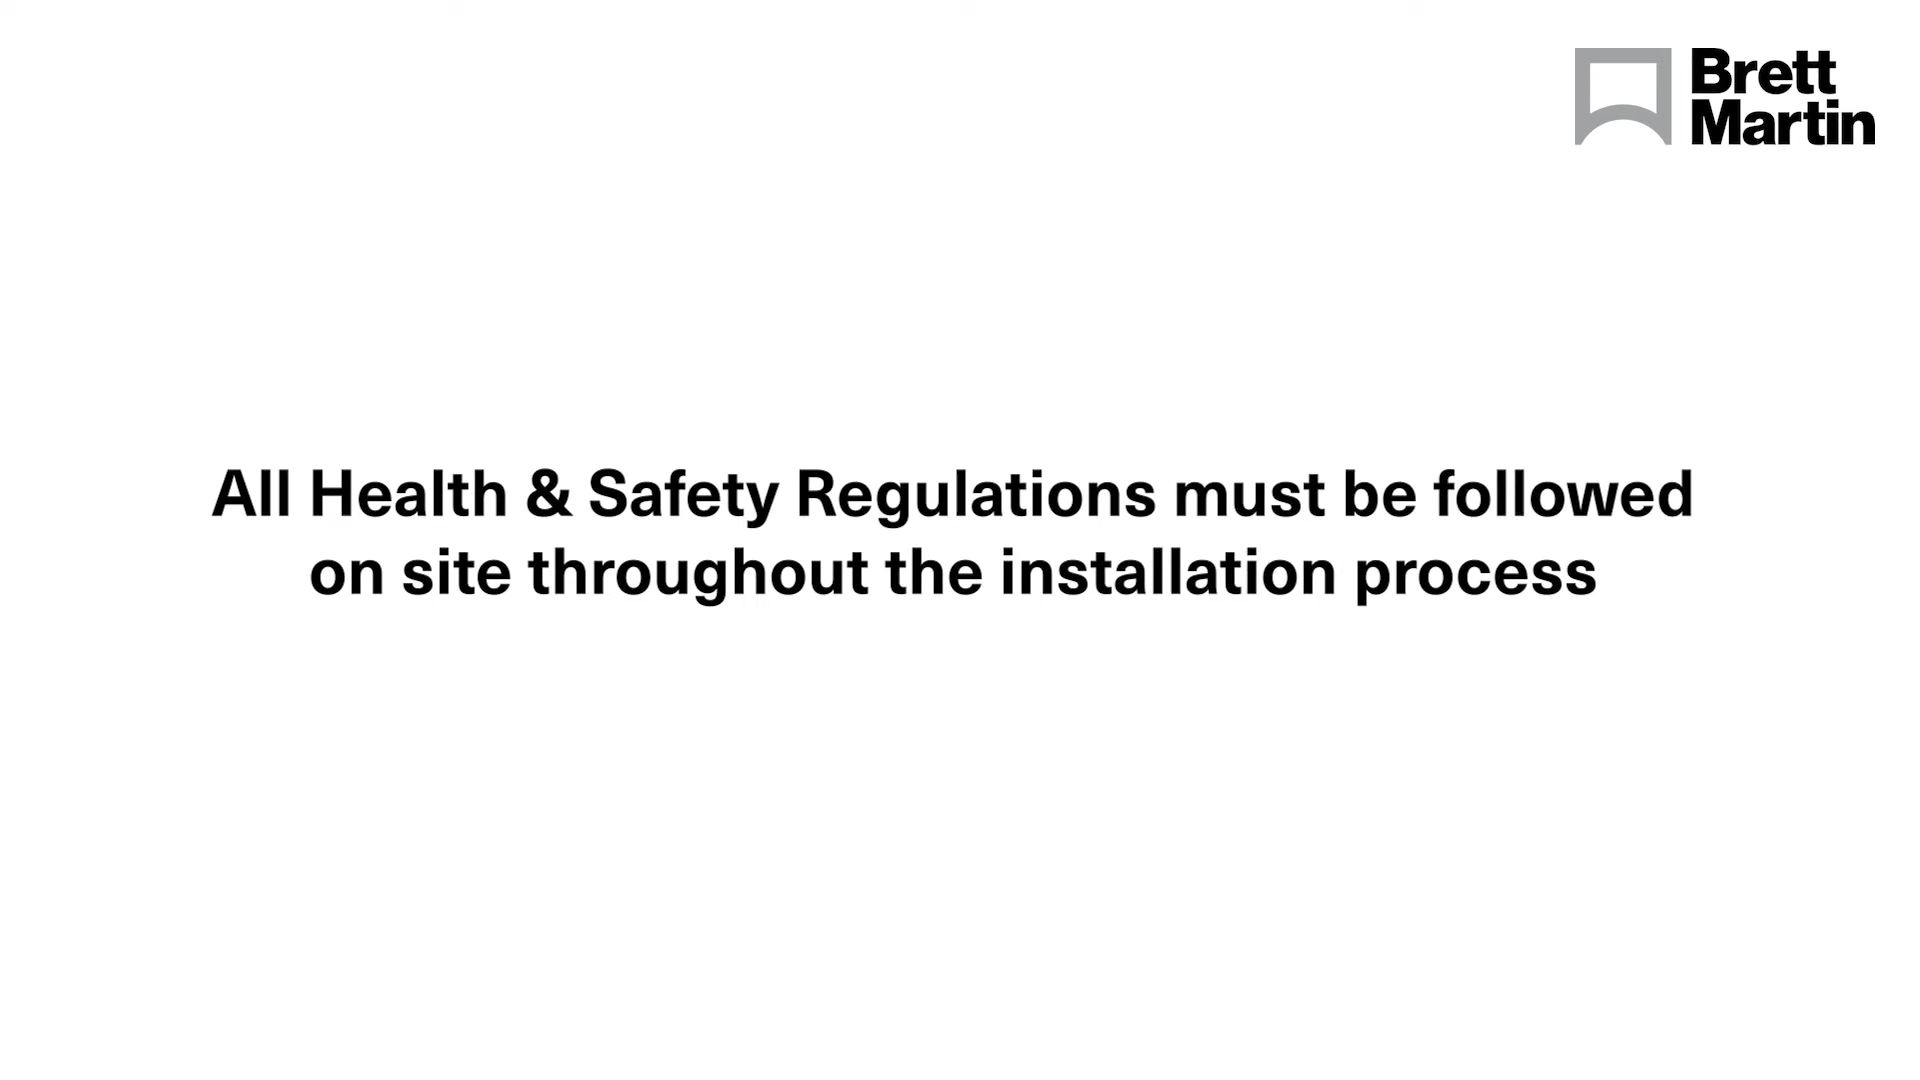 Brett
Martin
All Health & Safety Regulations must be followed
on site throughout the installation process